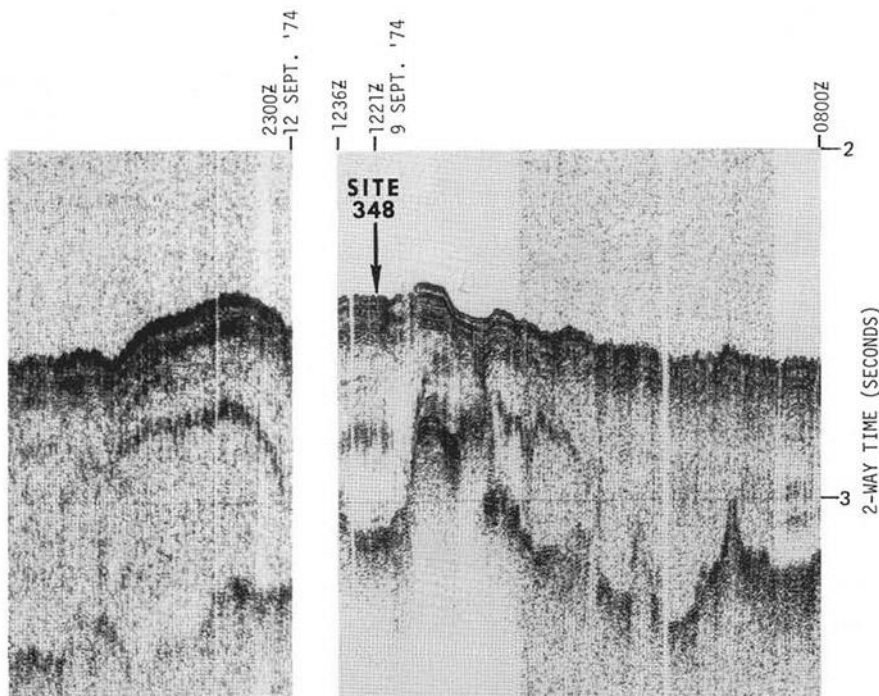 2300Z
12 SEPT. '74
1236Z
1221Z
9 SEPT. '74
0800Z
2
SITE
348
3
2-WAY TIME (SECONDS)